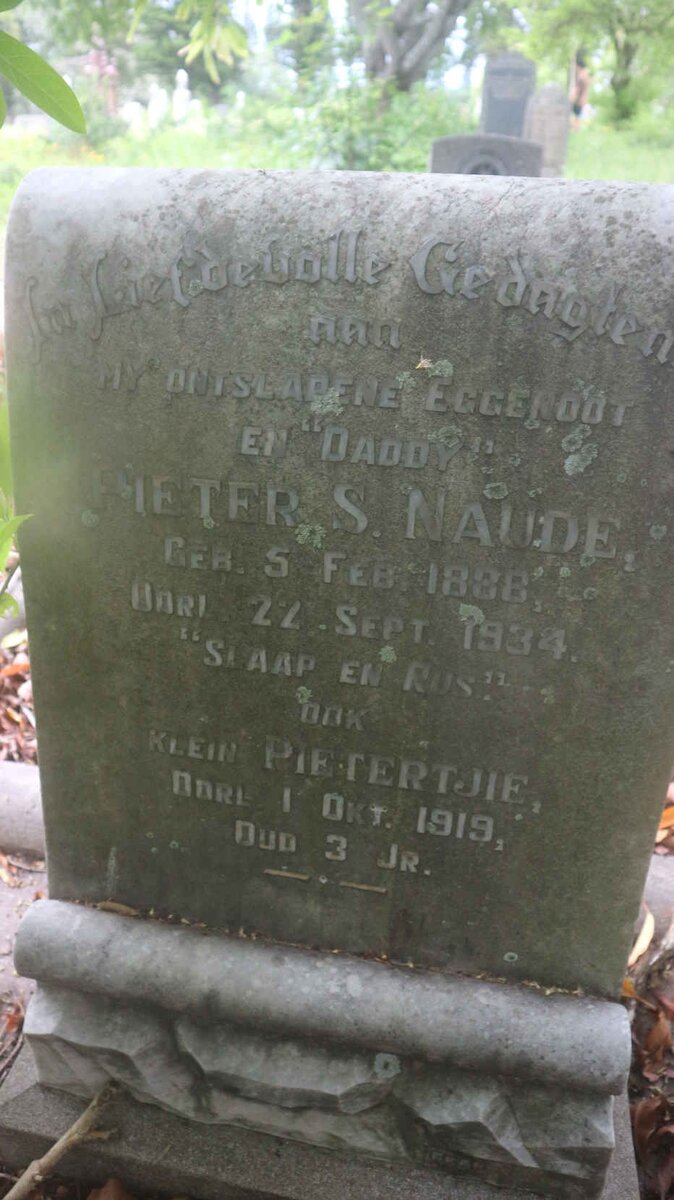 In Liefdevolle Gedagten
aan
MY ONTSLAPENE EGGENOOT
EN "DADDY"
PIETER S. NAUDE,
GEB. 5 FEB. 1888,
OORL. 22 SEPT. 1934.
"SLAAP EN RUS."
OOK
KLEIN PIETERTJIE,
OORL 1 OKT. 1919,
OUD 3 JR.